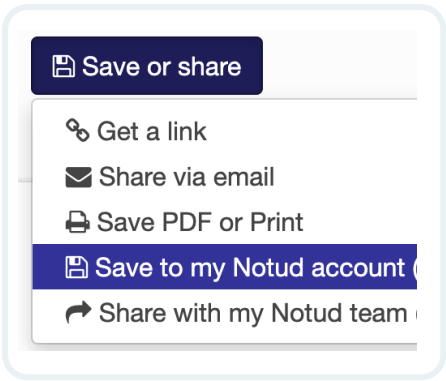 Save or share
Get a link
Share via email
Save PDF or Print
Save to my Notud account (
Share with my Notud team